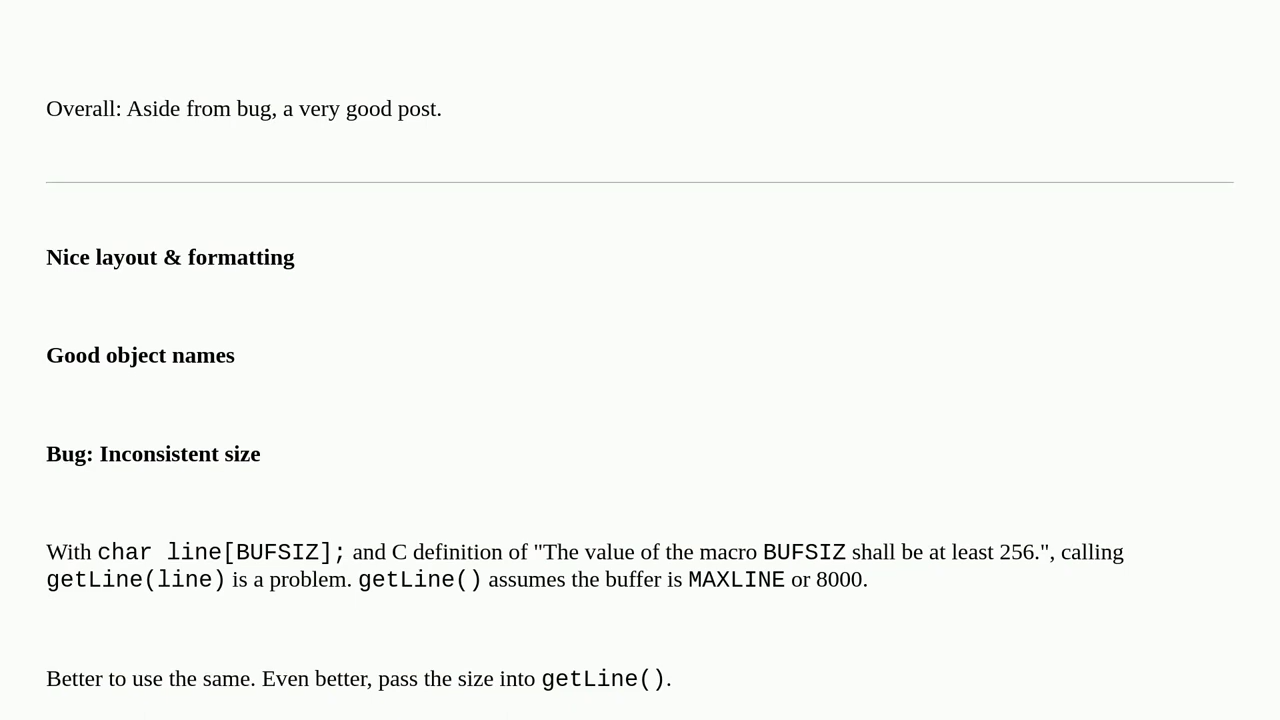 Overall: Aside from bug, a very good post.
Nice layout & formatting
Good object names
Bug: Inconsistent size
With char line[BUFSIZ]; and C definition of "The value of the macro BUFSIZ shall be at least 256.", calling
getLine(line) is a problem. getLine() assumes the buffer is MAXLINE or 8000.
Better to use the same. Even better, pass the size into getLine().